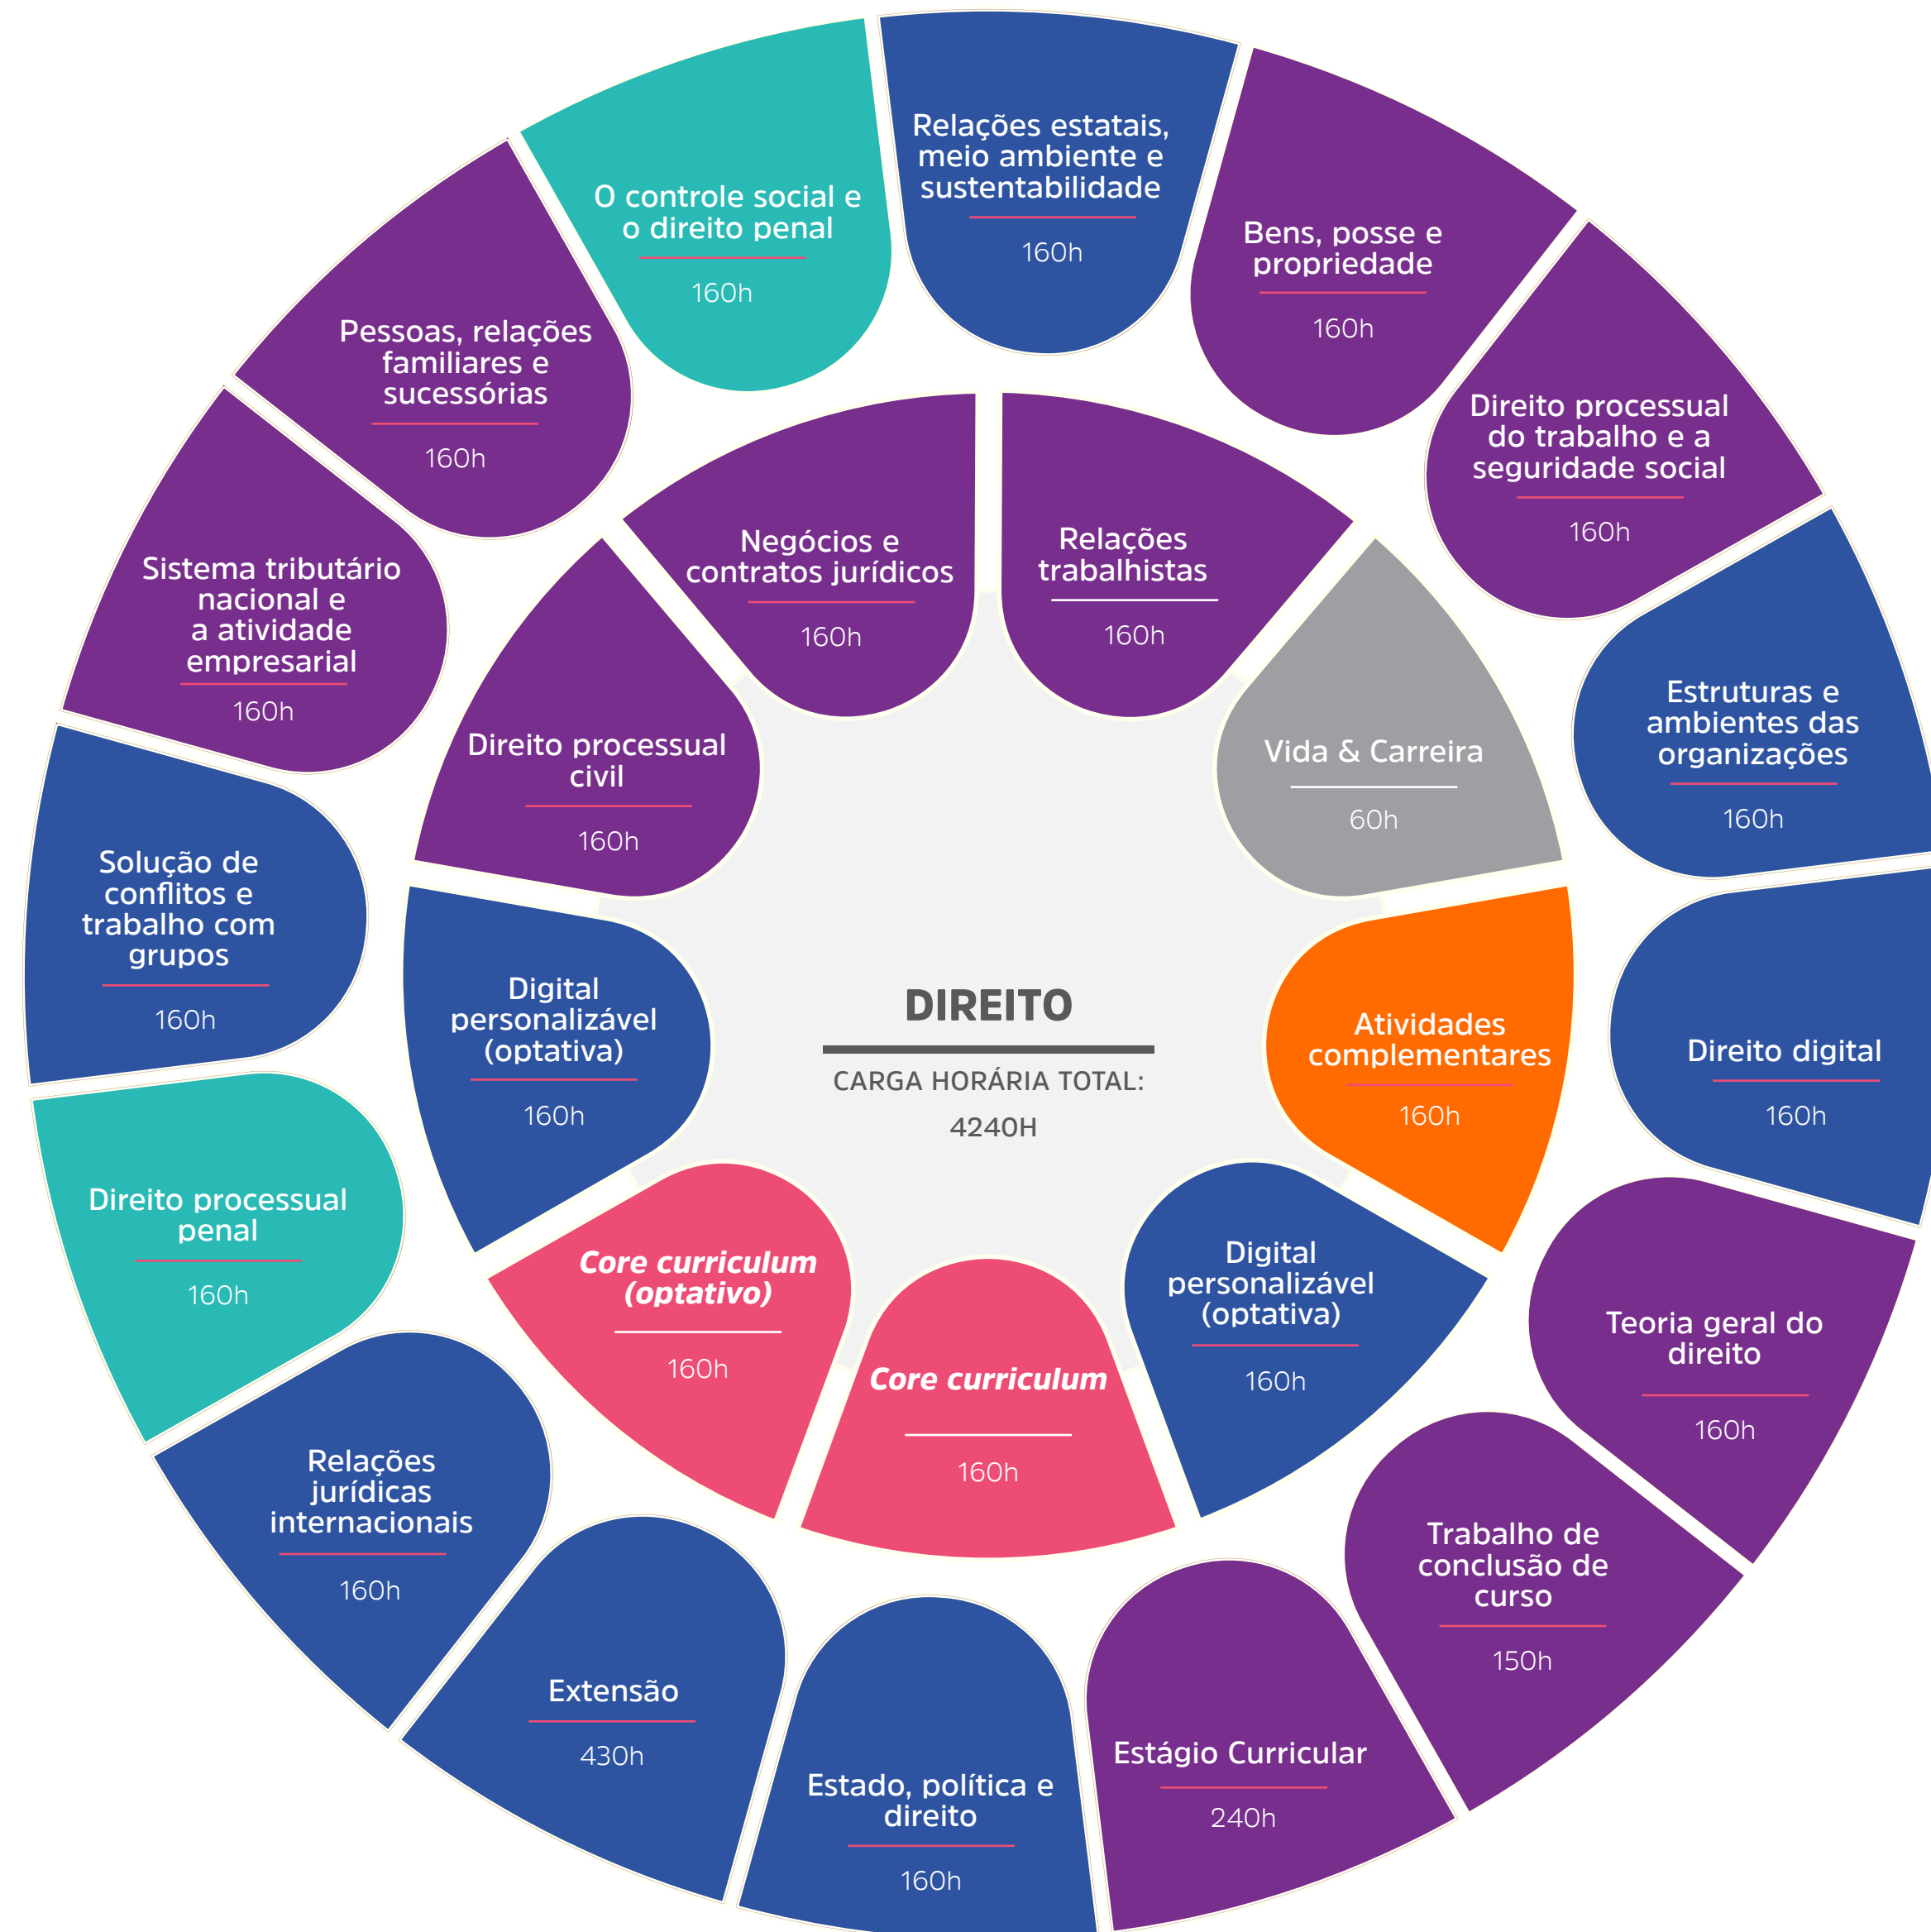 Relações estatais,
meio ambiente e
sustentabilidade
160h
Bens, posse e
propriedade
160h
Direito processual
do trabalho e a
seguridade social
160h
Estruturas e
ambientes das
organizações
160h
Direito digital
160h
Teoria geral do
direito
160h
Trabalho de
conclusão de
curso
150h
Estágio Curricular
240h
Estado, política e
direito
160h
Extensão
430h
Relações
jurídicas
internacionais
160h
Direito processual
penal
160h
Solução de
conflitos e
trabalho com
grupos
160h
Sistema tributário
nacional e
a atividade
empresarial
160h
Pessoas, relações
familiares e
sucessórias
160h
O controle social e
o direito penal
160h
Negócios e
contratos jurídicos
160h
Relações
trabalhistas
160h
Vida & Carreira
60h
Atividades
complementares
160h
Digital
personalizável
(optativa)
160h
Core curriculum
160h
Core curriculum
(optativo)
160h
Digital
personalizável
(optativa)
160h
Direito processual
civil
160h
DIREITO
CARGA HORÁRIA TOTAL:
4240H